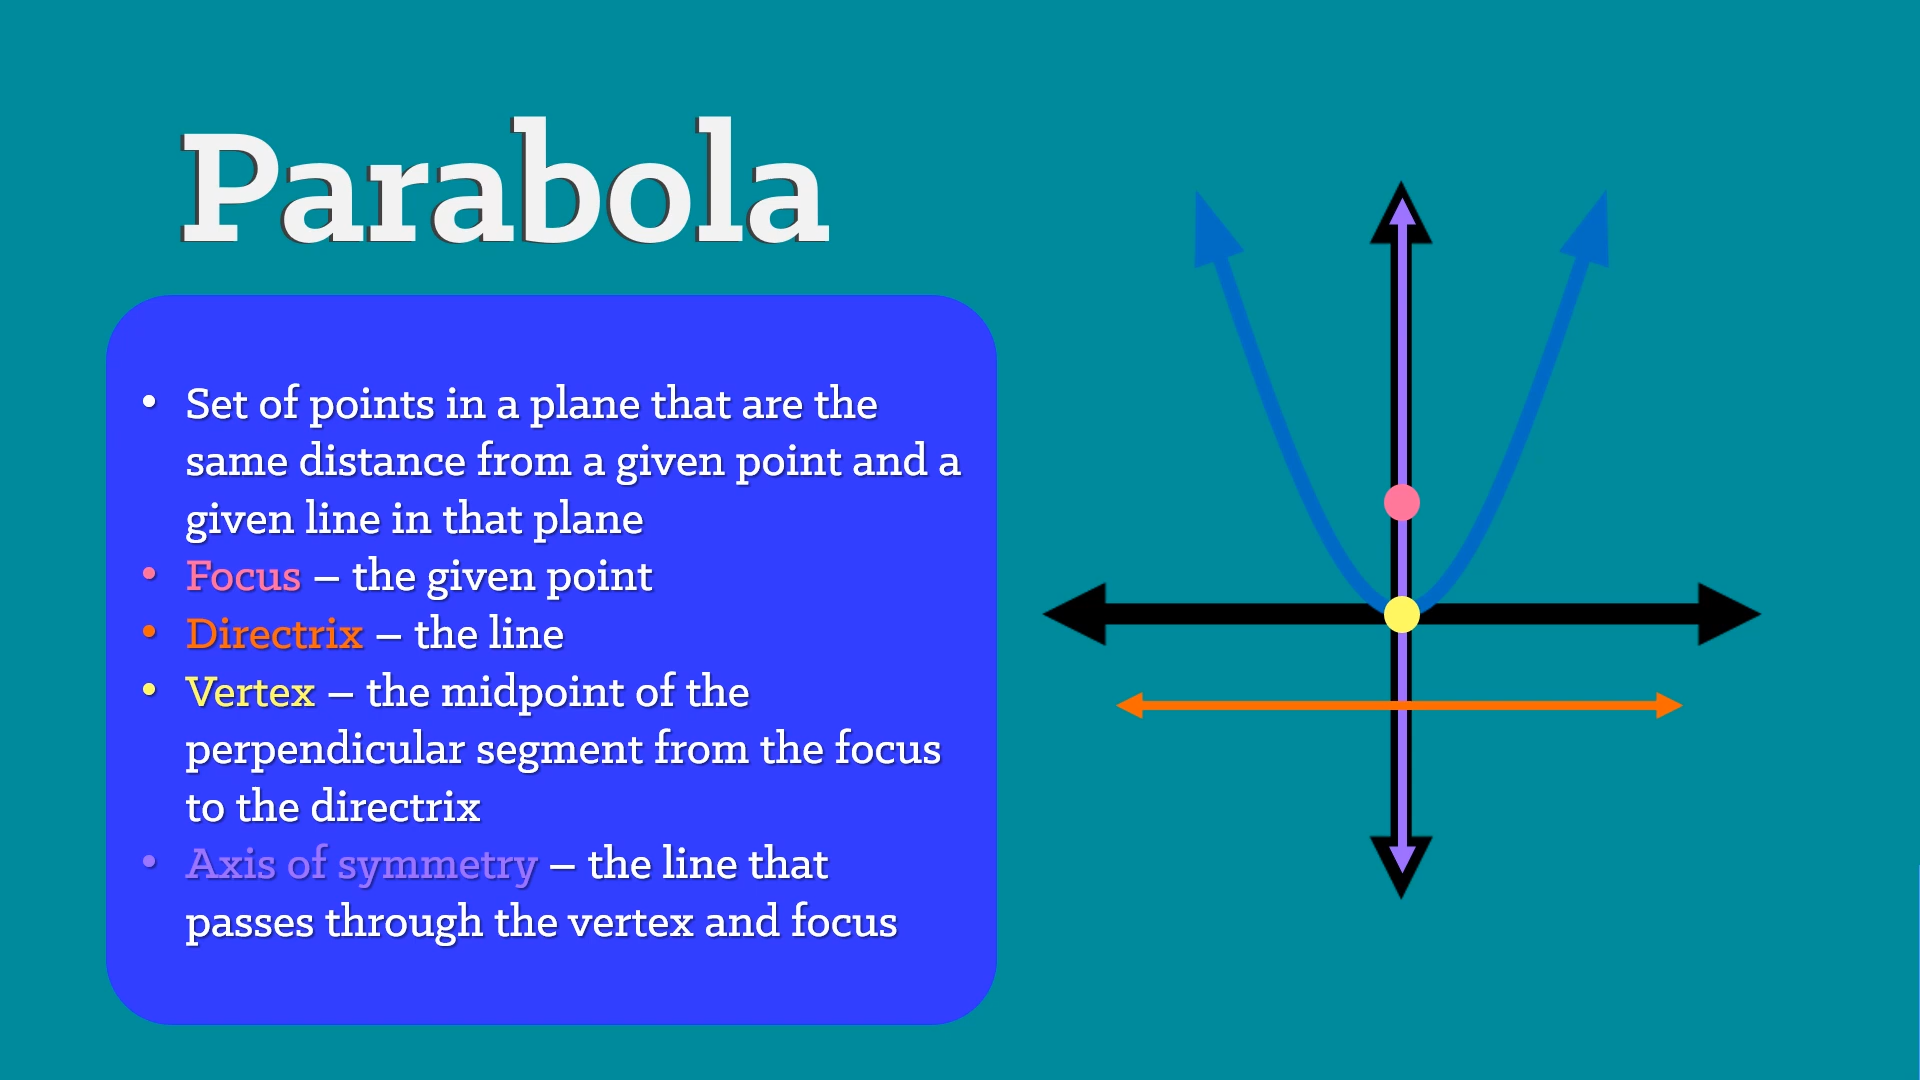 Parabola
• Set of points in a plane that are the
same distance from a given point and a
given line in that plane
• Focus – the given point
• Directrix – the line
• Vertex – the midpoint of the
perpendicular segment from the focus
to the directrix
• Axis of symmetry – the line that
passes through the vertex and focus